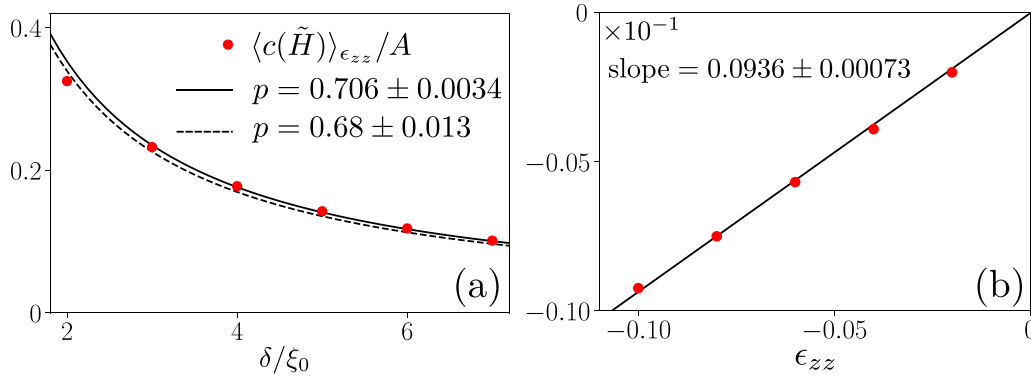 0.4
0.2
0
2
4
6
δ/ξ₀
⟨c(H̃)⟩ϵzz/A
p = 0.706 ± 0.0034
p = 0.68 ± 0.013
(a)
0
−0.05
−0.10
×10⁻¹
slope = 0.0936 ± 0.00073
(b)
−0.10
−0.05
0
ϵzz